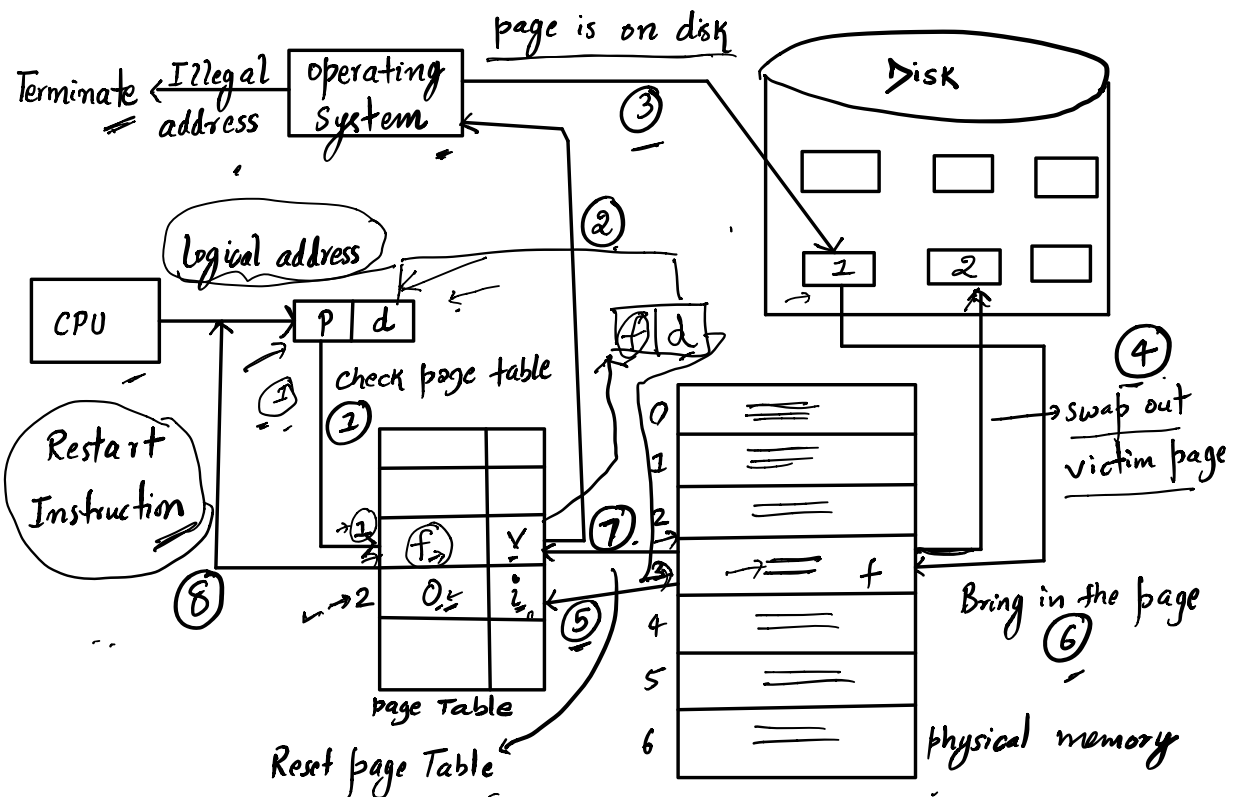 page is on disk
Disk
Illegal
address
Terminate
Operating
System
3
2
Logical address
1
2
CPU
p d
f d
1
Check page table
1
4
swap out
victim page
Restart
Instruction
0
1
2
3
4
5
6
1
f v
2
0 i
7
f
8
5
Bring in the page
6
page Table
Reset page Table
physical memory